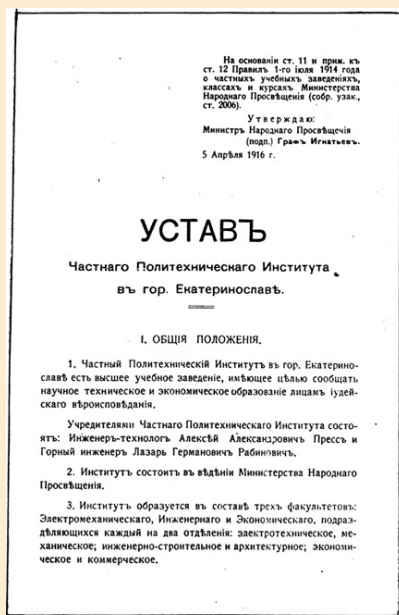 На основаніи ст. 11 и прим. къ
ст. 12 Правилъ 1-го іюля 1914 года
о частныхъ учебныхъ заведеніяхъ,
классахъ и курсахъ Министерства
Народнаго Просвѣщенія (собр. узак.,
ст. 2006).
Утверждаю:
Министръ Народнаго Просвѣщенія
(подп.) Графъ Игнатьевъ.
5 Апрѣля 1916 г.
УСТАВЪ
Частнаго Политехническаго Института
въ гор. Екатеринославѣ.
I. ОБЩІЯ ПОЛОЖЕНІЯ.
1. Частный Политехническій Институтъ въ гор. Екатерино-
славѣ есть высшее учебное заведеніе, имѣющее цѣлью сообщать
научное техническое и экономическое образованіе лицамъ іудей-
скаго вѣроисповѣданія.
Учредителями Частнаго Политехническаго Института состо-
ятъ: Инженеръ-технологъ Алексѣй Александровичъ Прессъ и
Горный инженеръ Лазарь Германовичъ Рабиновичъ.
2. Институтъ состоитъ въ вѣдѣніи Министерства Народнаго
Просвѣщенія.
3. Институтъ образуется въ составѣ трехъ факультетовъ:
Электромеханическаго, Инженернаго и Экономическаго, подраз-
дѣляющихся каждый на два отдѣленія: электротехническое, ме-
ханическое; инженерно-строительное и архитектурное; экономи-
ческое и коммерческое.